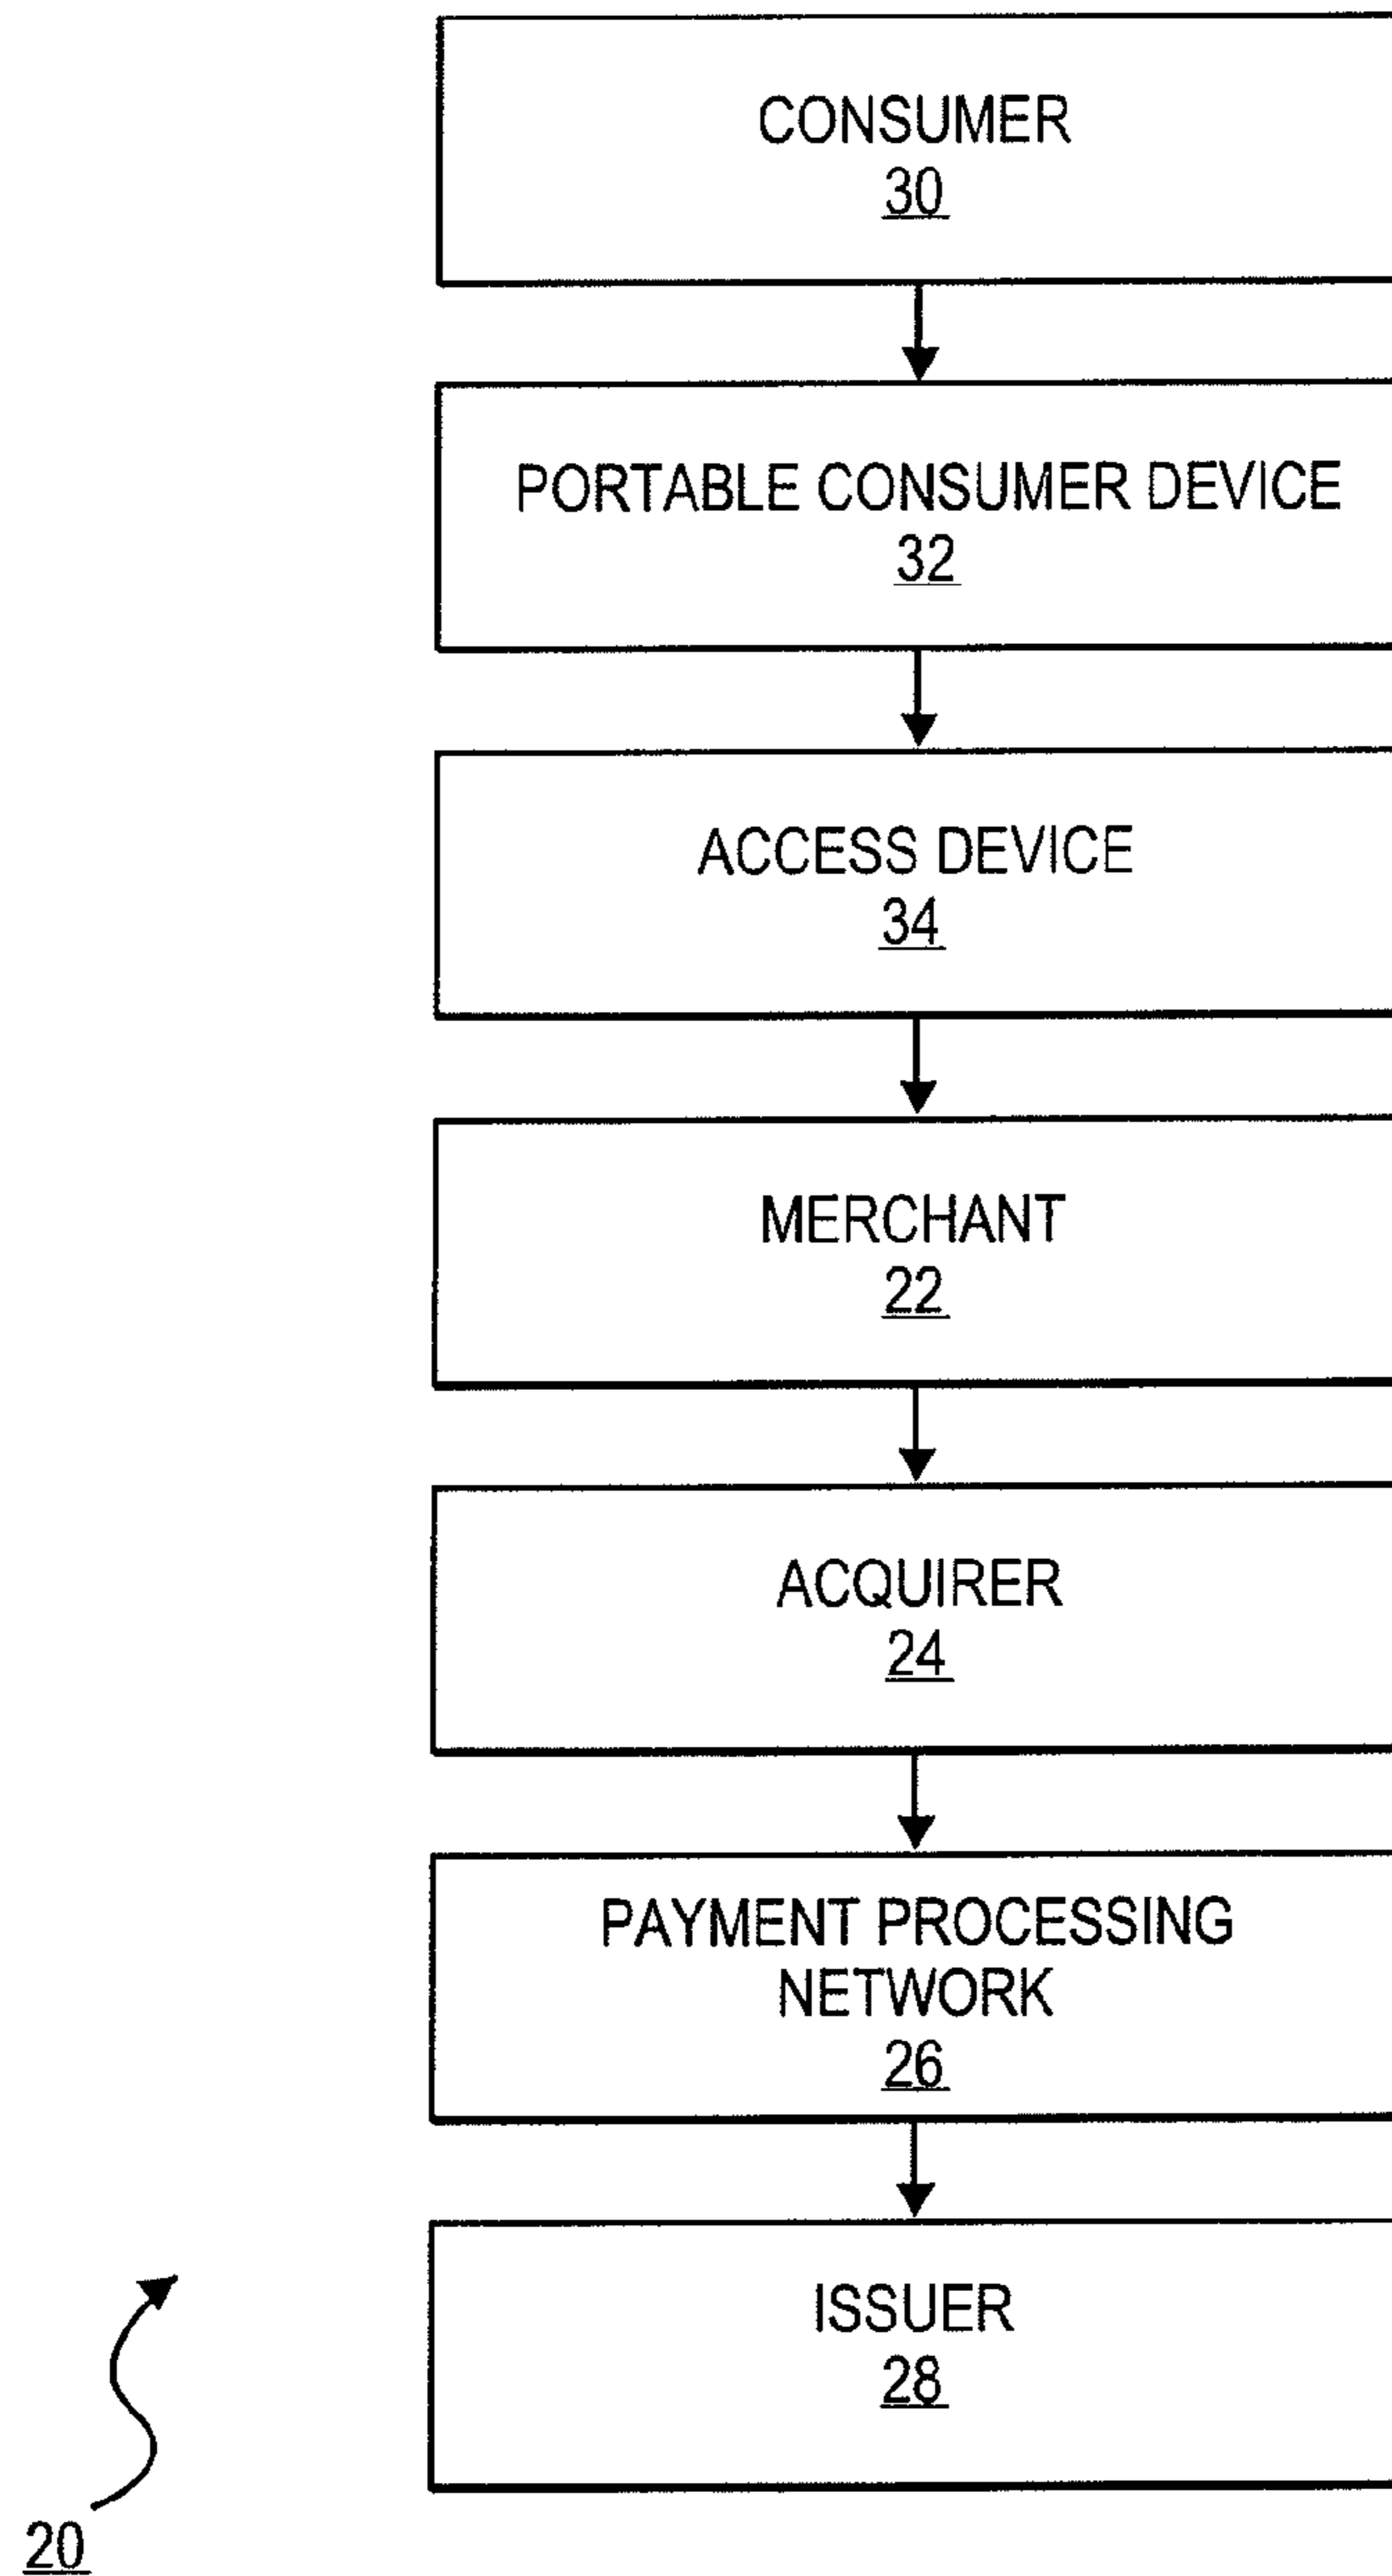 CONSUMER
30
PORTABLE CONSUMER DEVICE
32
ACCESS DEVICE
34
MERCHANT
22
ACQUIRER
24
PAYMENT PROCESSING
NETWORK
26
ISSUER
28
20